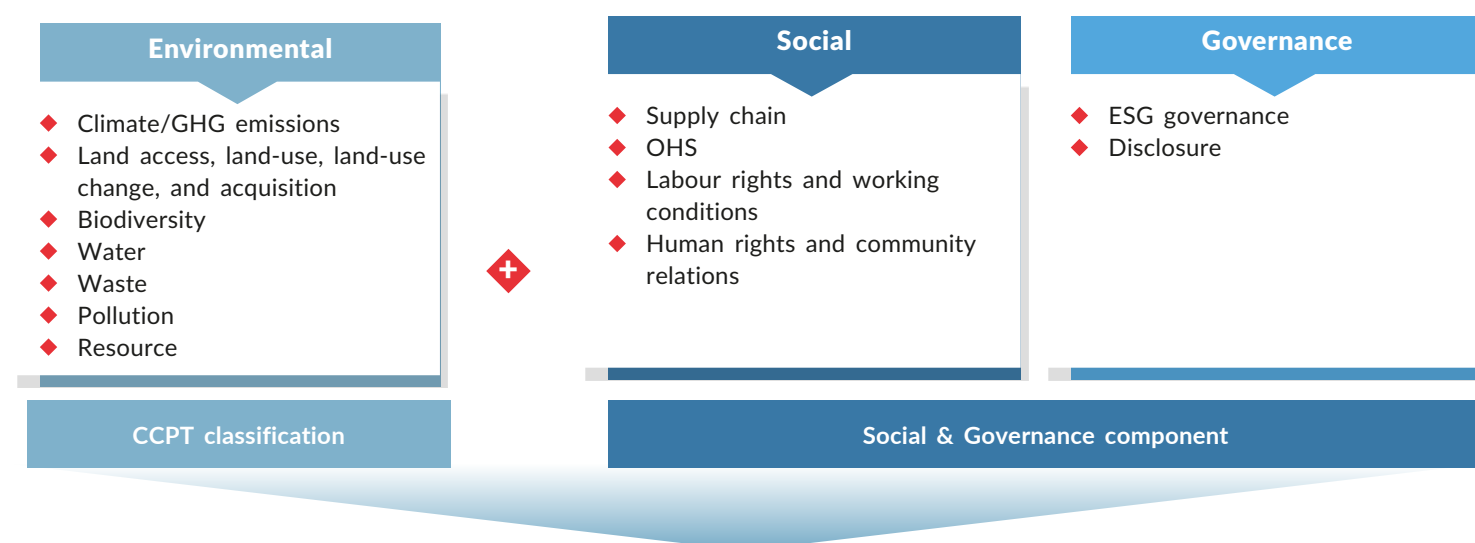 Environmental
Climate/GHG emissions
Land access, land-use, land-use
change, and acquisition
Biodiversity
Water
Waste
Pollution
Resource
CCPT classification
+
Social
Supply chain
OHS
Labour rights and working
conditions
Human rights and community
relations
Governance
ESG governance
Disclosure
Social & Governance component